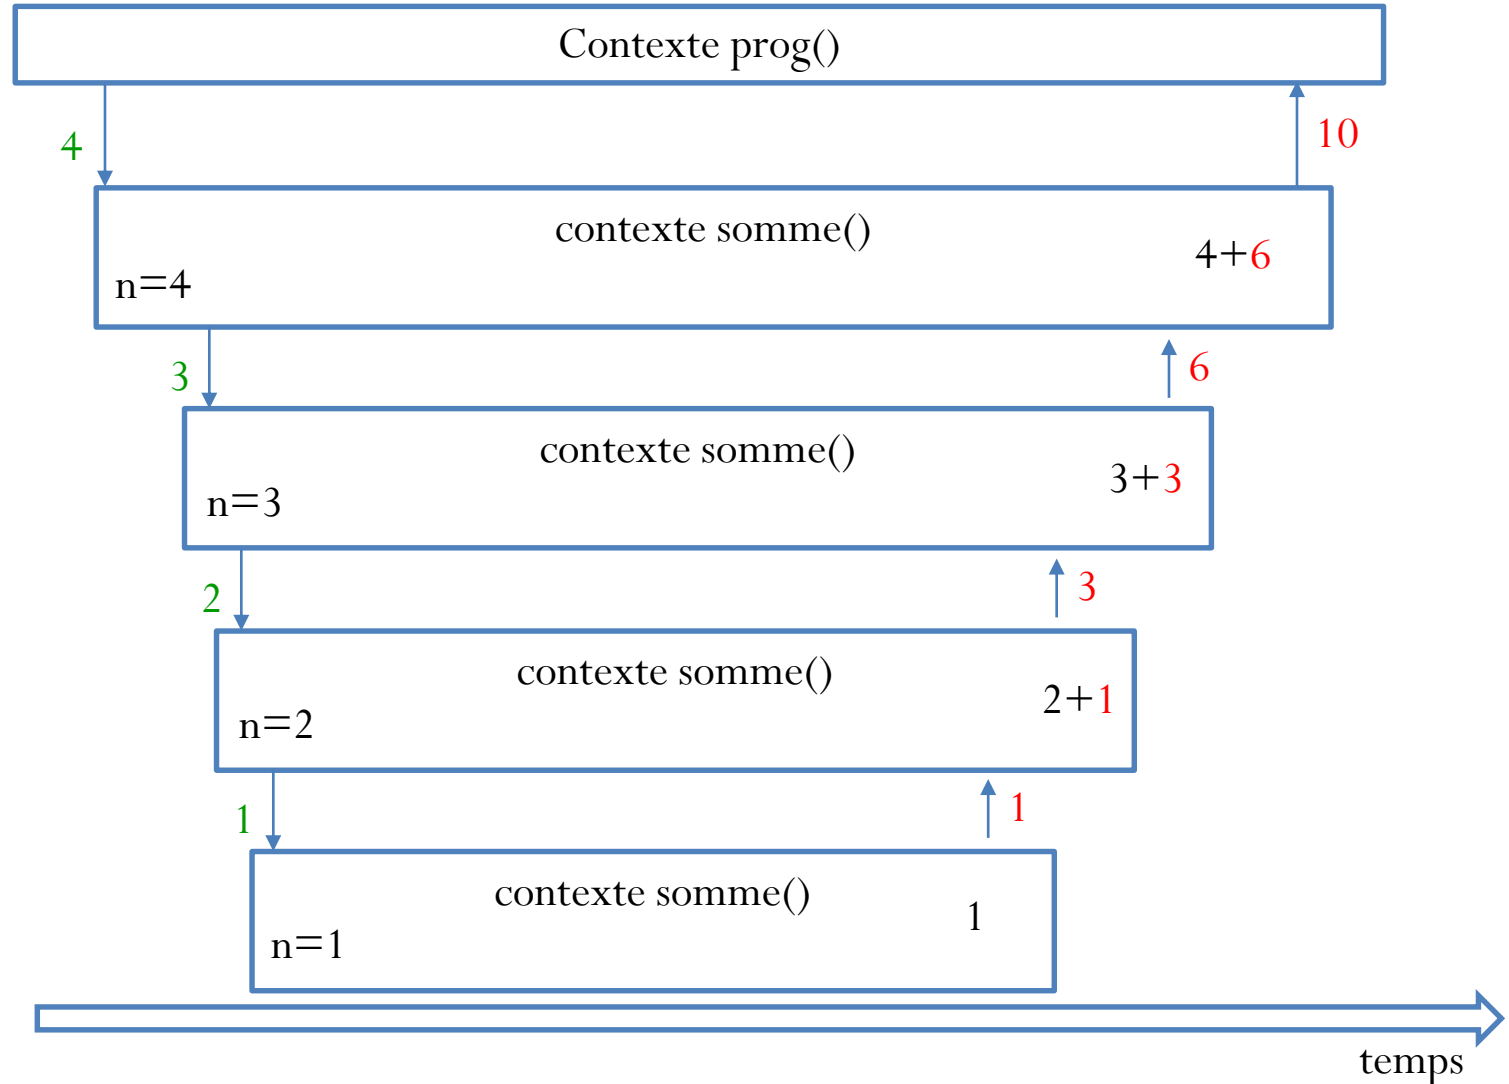 Contexte prog()
4
10
contexte somme()
4+6
n=4
3
6
contexte somme()
3+3
n=3
2
3
contexte somme()
2+1
n=2
1
1
contexte somme()
1
n=1
temps